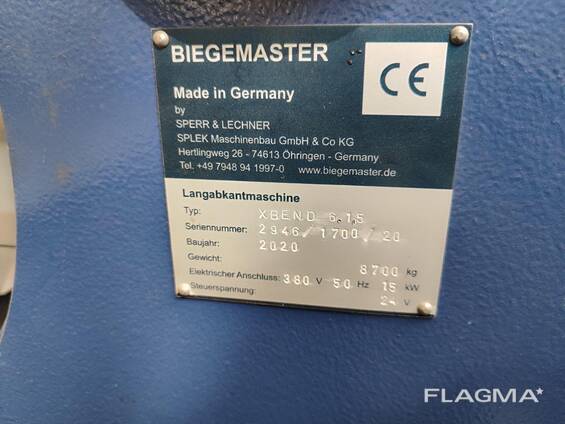 BIEGEMASTER
CE
Made in Germany
by
SPERR & LECHNER
SPLEK Maschinenbau GmbH & Co KG
Hertlingweg 26 - 74613 Öhringen - Germany
Tel. +49 7948 94 1997-0 - www.biegemaster.de
Langabkantmaschine
Typ: XBEND 6.15
Seriennummer: 2946/1700/20
Baujahr: 2020
Gewicht: 8700 kg
Elektrischer Anschluss: 380 V 50 Hz 15 kW
Steuerspannung: 24 V
FLAGMA